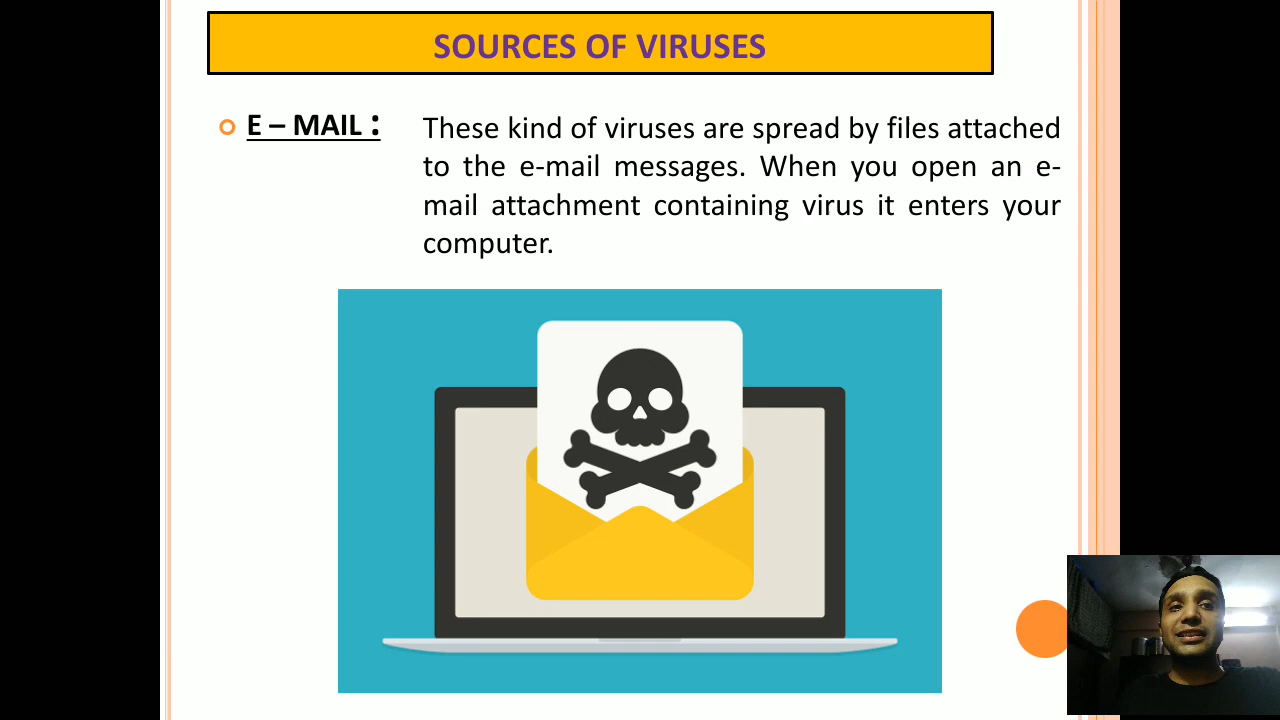 SOURCES OF VIRUSES
E – MAIL :
These kind of viruses are spread by files attached
to the e-mail messages. When you open an e-
mail attachment containing virus it enters your
computer.